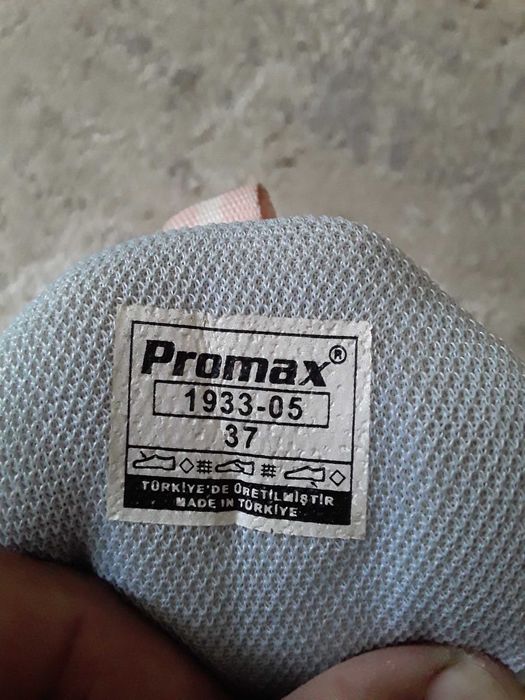 Promax®
1933-05
37
TÜRKİYE'DE ÜRETİLMİŞTİR
MADE IN TÜRKİYE